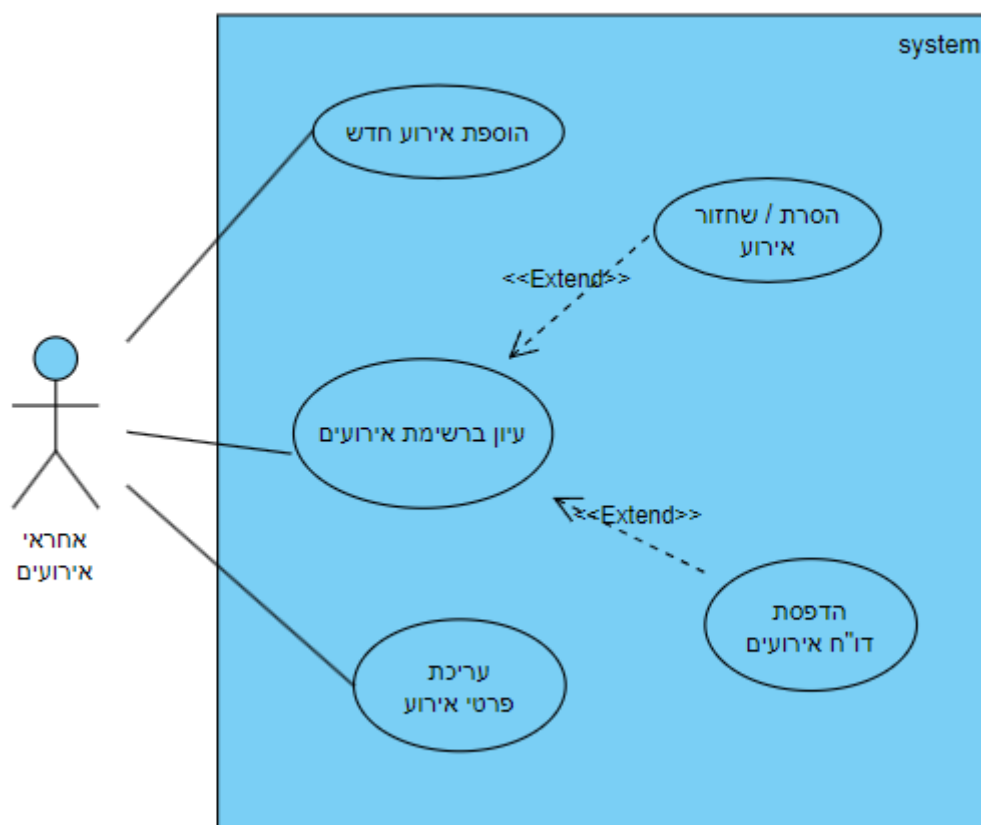 system
הוספת אירוע חדש
הסרת / שחזור
אירוע
<<Extend>>
עיון ברשימת אירועים
<<Extend>>
אחראי
אירועים
הדפסת
דו"ח אירועים
עריכת
פרטי אירוע